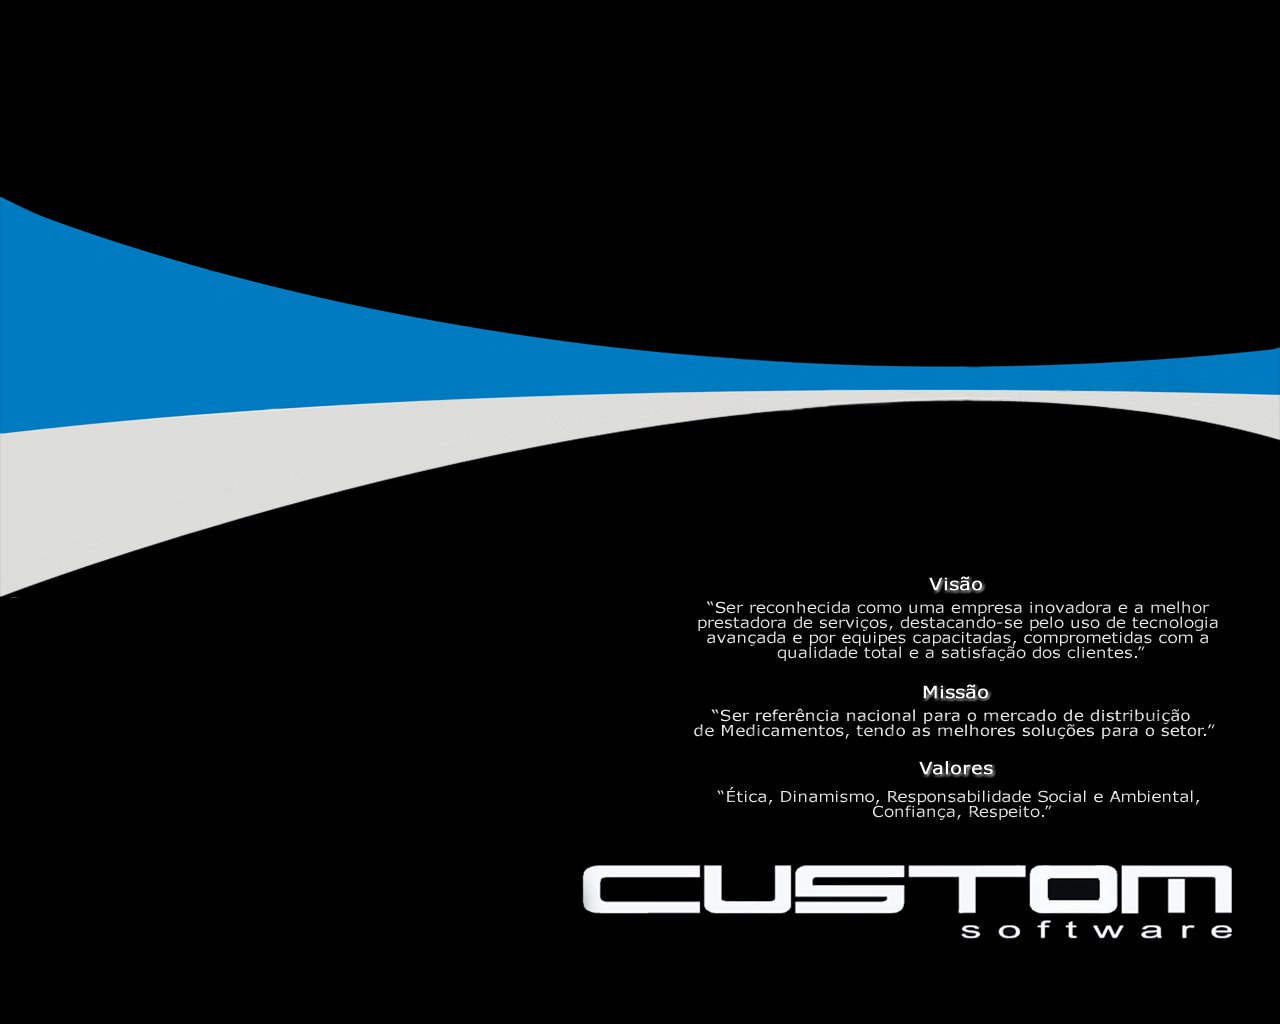 Visão
“Ser reconhecida como uma empresa inovadora e a melhor
prestadora de serviços, destacando-se pelo uso de tecnologia
avançada e por equipes capacitadas, comprometidas com a
qualidade total e a satisfação dos clientes.”
Missão
“Ser referência nacional para o mercado de distribuição
de Medicamentos, tendo as melhores soluções para o setor.”
Valores
“Ética, Dinamismo, Responsabilidade Social e Ambiental,
Confiança, Respeito.”
CUSTOM
software